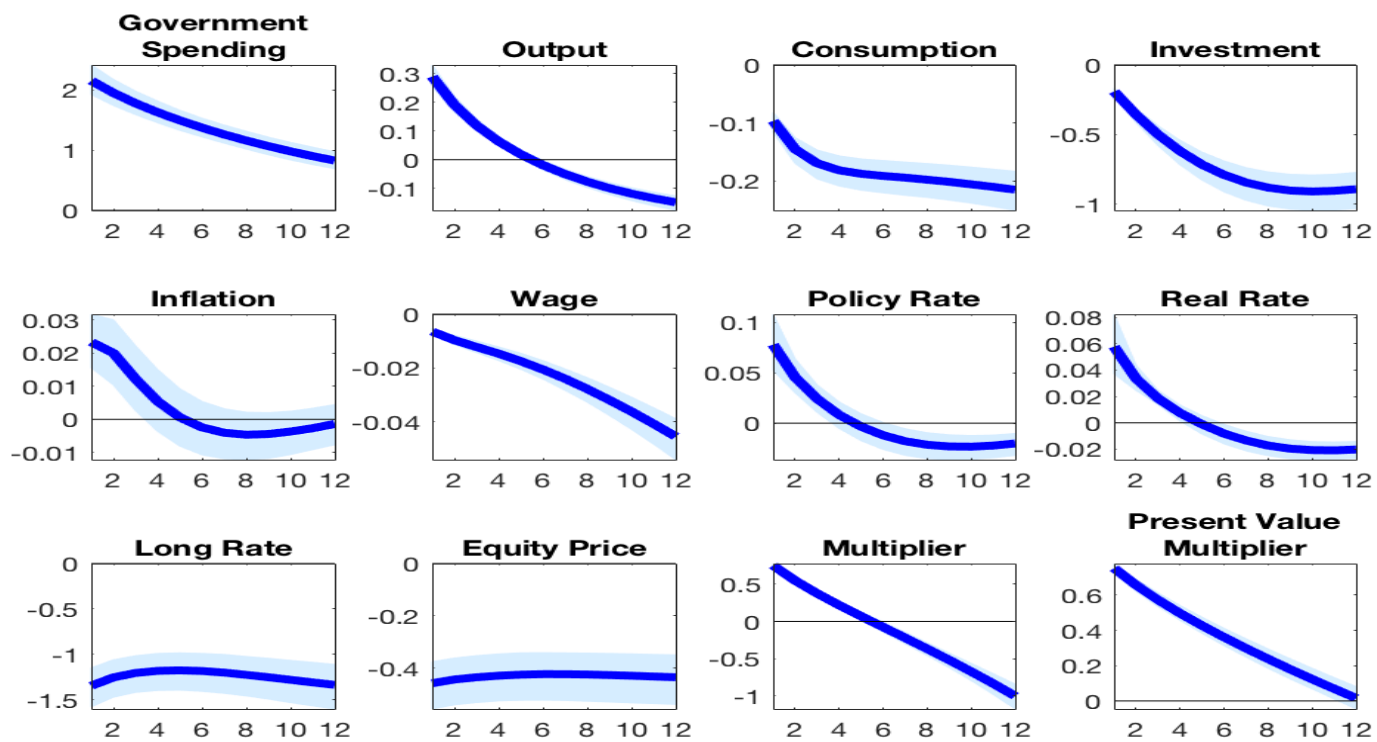 Government
Spending
Output
Consumption
Investment
2
1
0
2 4 6 8 10 12
0.3
0.2
0.1
0
-0.1
2 4 6 8 10 12
0
-0.1
-0.2
2 4 6 8 10 12
0
-0.5
-1
2 4 6 8 10 12
Inflation
Wage
Policy Rate
Real Rate
0.03
0.02
0.01
0
-0.01
2 4 6 8 10 12
0
-0.02
-0.04
2 4 6 8 10 12
0.1
0.05
0
2 4 6 8 10 12
0.08
0.06
0.04
0.02
0
-0.02
2 4 6 8 10 12
Long Rate
Equity Price
Multiplier
Present Value
Multiplier
0
-0.5
-1
-1.5
2 4 6 8 10 12
0
-0.2
-0.4
2 4 6 8 10 12
0.5
0
-0.5
-1
2 4 6 8 10 12
0.6
0.4
0.2
0
2 4 6 8 10 12